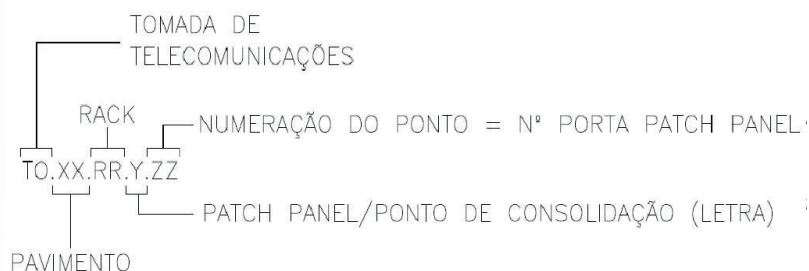 TOMADA DE
TELECOMUNICAÇÕES
RACK
NUMERAÇÃO DO PONTO = Nº PORTA PATCH PANEL
TO.XX.RR.Y.ZZ
PATCH PANEL/PONTO DE CONSOLIDAÇÃO (LETRA)
PAVIMENTO